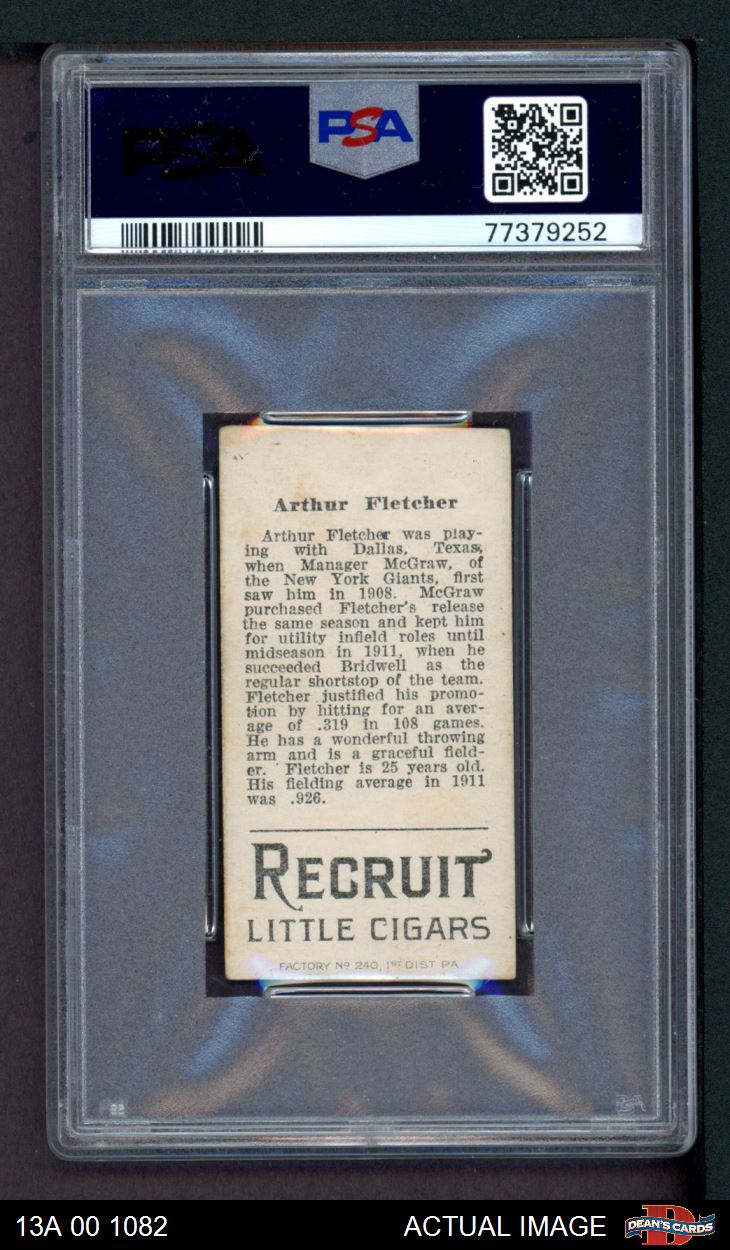 PSA
PSA
77379252
Arthur Fletcher
Arthur Fletcher was play-
ing with Dallas, Texas,
when Manager McGraw, of
the New York Giants, first
saw him in 1908. McGraw
purchased Fletcher's release
the same season and kept him
for utility infield roles until
midseason in 1911, when he
succeeded Bridwell as the
regular shortstop of the team.
Fletcher justified his promo-
tion by hitting for an aver-
age of .319 in 108 games.
He has a wonderful throwing
arm and is a graceful field-
er. Fletcher is 25 years old.
His fielding average in 1911
was .926.
RECRUIT
LITTLE CIGARS
FACTORY Nº 240, 1ST DIST PA
PSA
13A 00 1082
ACTUAL IMAGE
DEAN'S CARDS